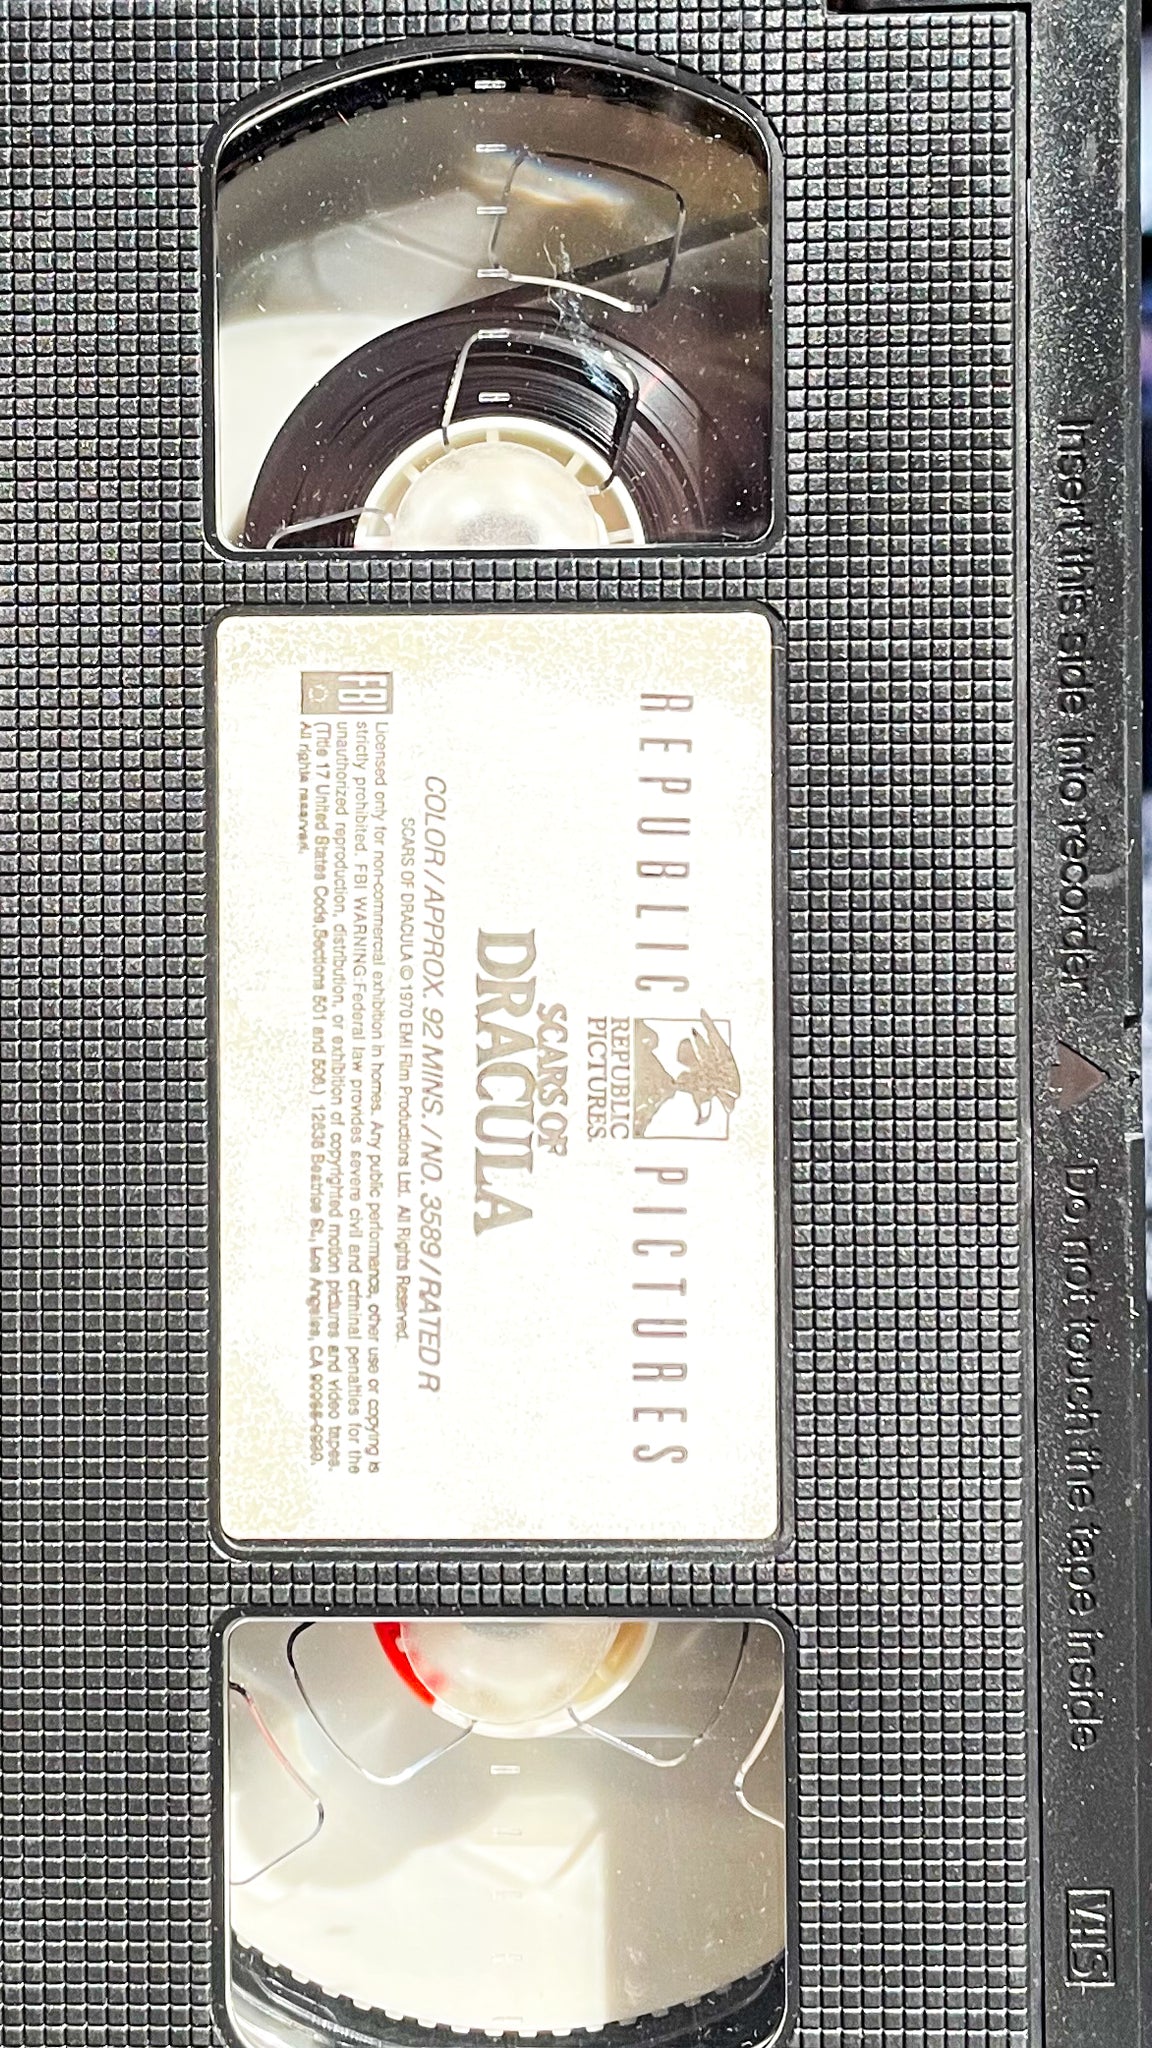 Insert this side into recorder Do not touch the tape inside
VHS
REPUBLIC PICTURES
REPUBLIC
PICTURES
SCARS OF
DRACULA
COLOR/APPROX. 92 MINS./NO. 3589/RATED R
SCARS OF DRACULA © 1970 EMI Film Productions Ltd. All Rights Reserved.
FBI
Licensed only for non-commercial exhibition in homes. Any public performance, other use or copying is
strictly prohibited. FBI WARNING: Federal law provides severe civil and criminal penalties for the
unauthorized reproduction, distribution, or exhibition of copyrighted motion pictures and video tapes.
(Title 17 United States Code, Sections 501 and 506.) 12636 Beatrice St., Los Angeles, CA
All rights reserved.